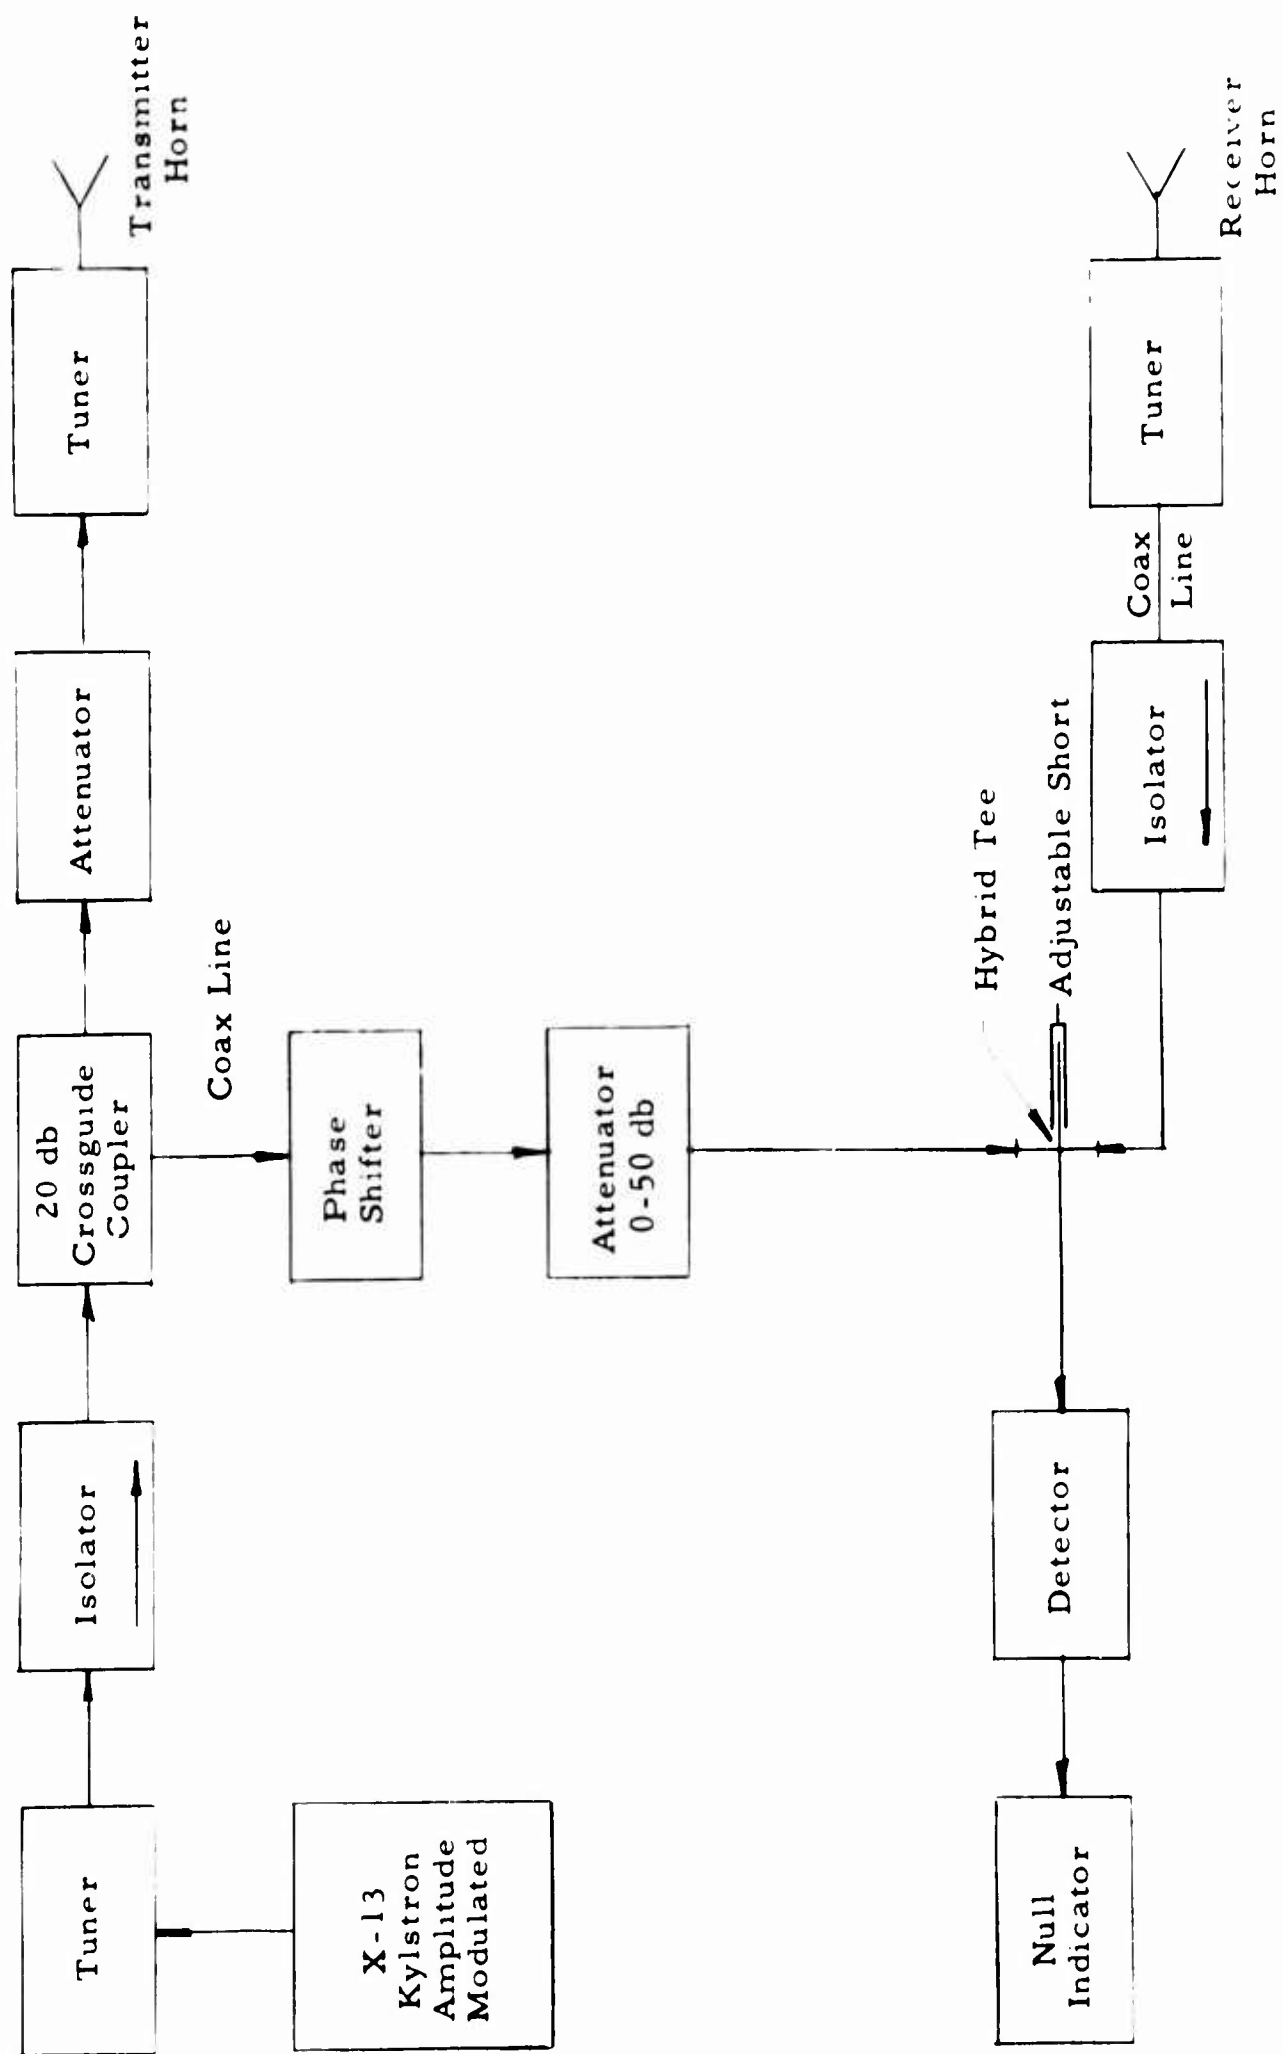 Tuner
Isolator
20 db
Crossguide
Coupler
Attenuator
Tuner
Transmitter
Horn
X-13
Kylstron
Amplitude
Modulated
Phase
Shifter
Coax Line
Attenuator
0-50 db
Null
Indicator
Detector
Hybrid Tee
Adjustable Short
Isolator
Coax
Line
Tuner
Receiver
Horn